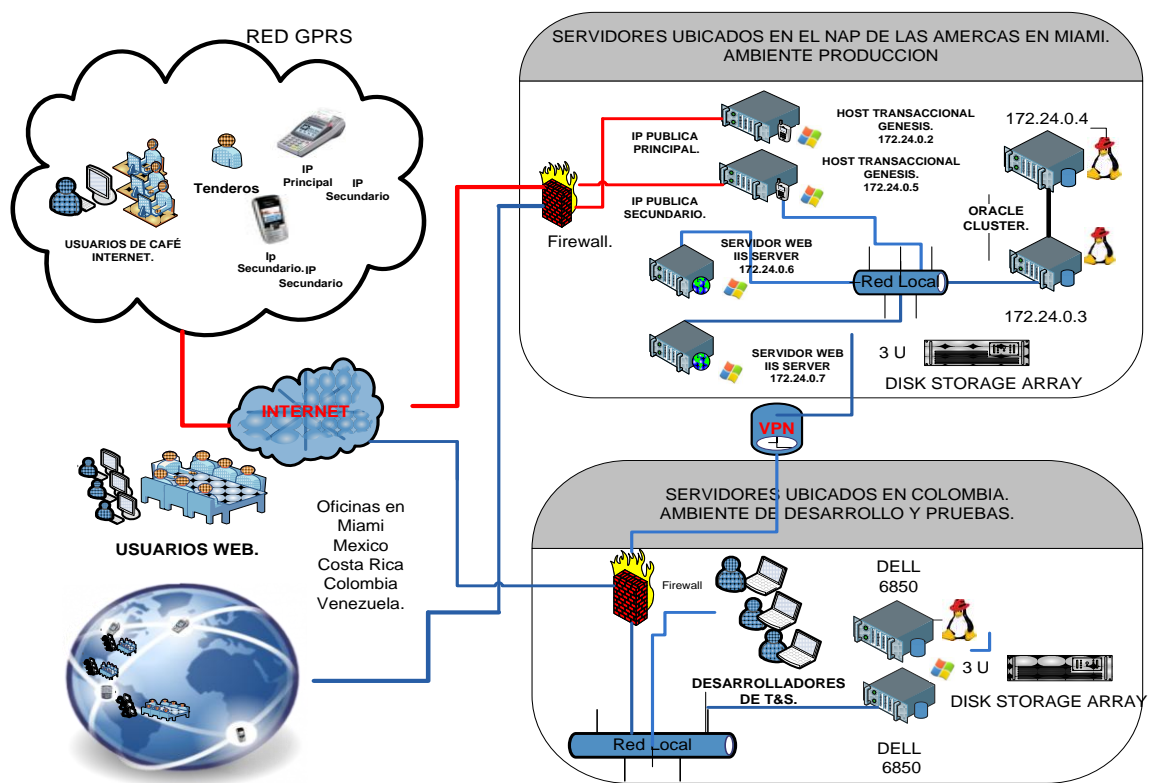 RED GPRS
Tenderos
IP
Principal
IP
Secundario
USUARIOS DE CAFÉ
INTERNET.
Ip
Secundario.
IP
Secundario
INTERNET
USUARIOS WEB.
Oficinas en
Miami
Mexico
Costa Rica
Colombia
Venezuela.
SERVIDORES UBICADOS EN EL NAP DE LAS AMERCAS EN MIAMI.
AMBIENTE PRODUCCION
IP PUBLICA
PRINCIPAL.
HOST TRANSACCIONAL
GENESIS.
172.24.0.2
HOST TRANSACCIONAL
GENESIS.
172.24.0.5
IP PUBLICA
SECUNDARIO.
Firewall.
SERVIDOR WEB
IIS SERVER
172.24.0.6
172.24.0.4
ORACLE
CLUSTER.
Red Local
172.24.0.3
SERVIDOR WEB
IIS SERVER
172.24.0.7
3 U
DISK STORAGE ARRAY
VPN
SERVIDORES UBICADOS EN COLOMBIA.
AMBIENTE DE DESARROLLO Y PRUEBAS.
Firewall
DELL
6850
3 U
DISK STORAGE ARRAY
DESARROLLADORES
DE T&S.
Red Local
DELL
6850